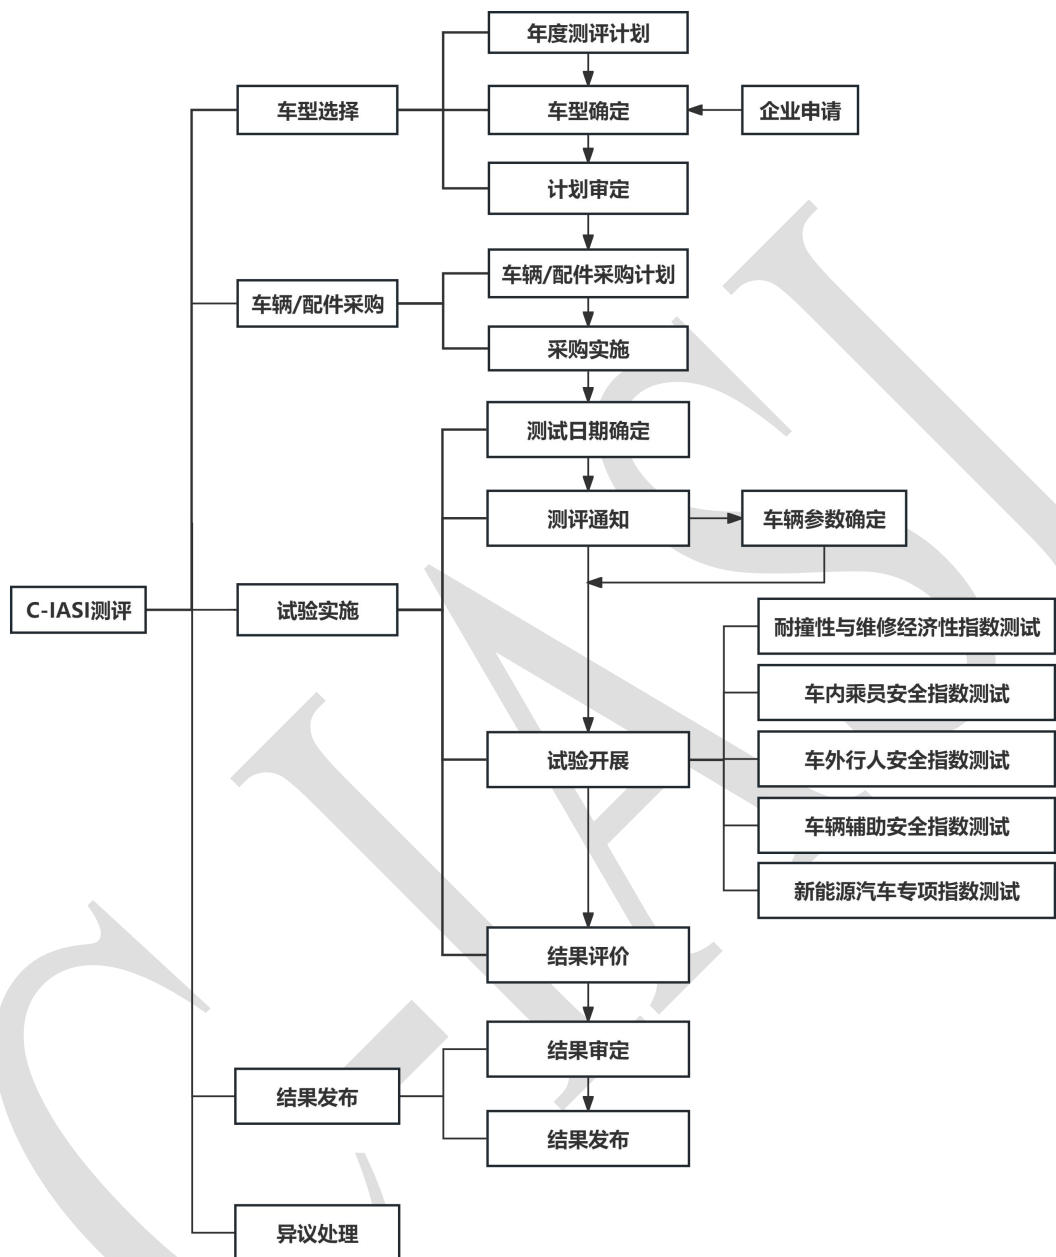 年度测评计划
车型选择
车型确定
企业申请
计划审定
车辆/配件采购计划
车辆/配件采购
采购实施
测试日期确定
测评通知
车辆参数确定
C-IASI测评
试验实施
耐撞性与维修经济性指数测试
车内乘员安全指数测试
试验开展
车外行人安全指数测试
车辆辅助安全指数测试
新能源汽车专项指数测试
结果评价
结果审定
结果发布
结果发布
异议处理
C-IASI